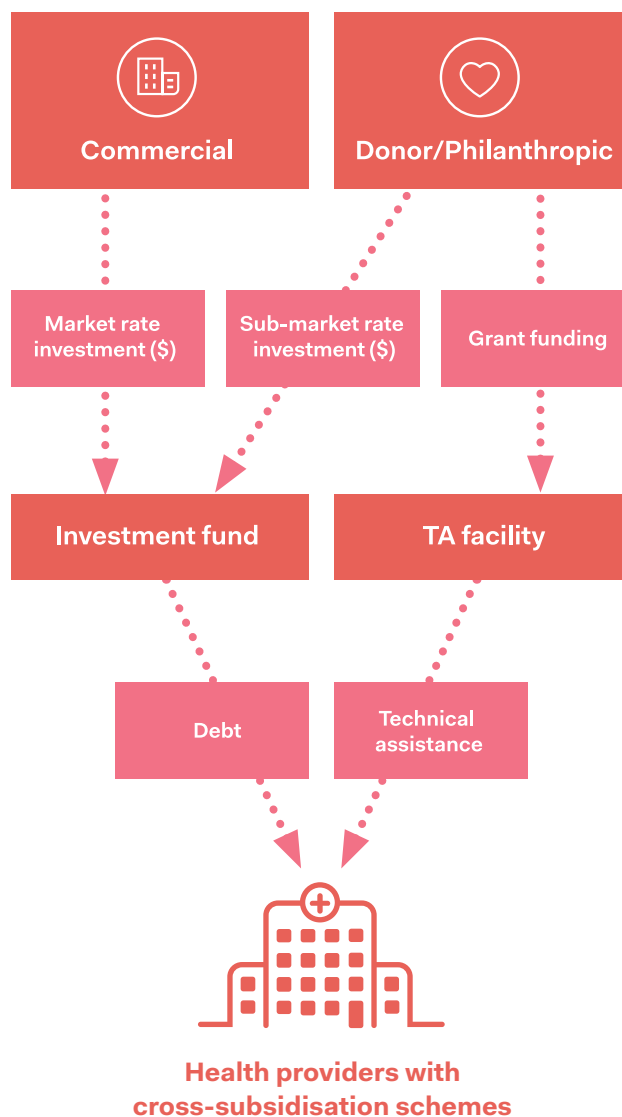 Commercial
Donor/Philanthropic
Market rate
investment ($)
Sub-market rate
investment ($)
Grant funding
Investment fund
TA facility
Debt
Technical
assistance
Health providers with
cross-subsidisation schemes